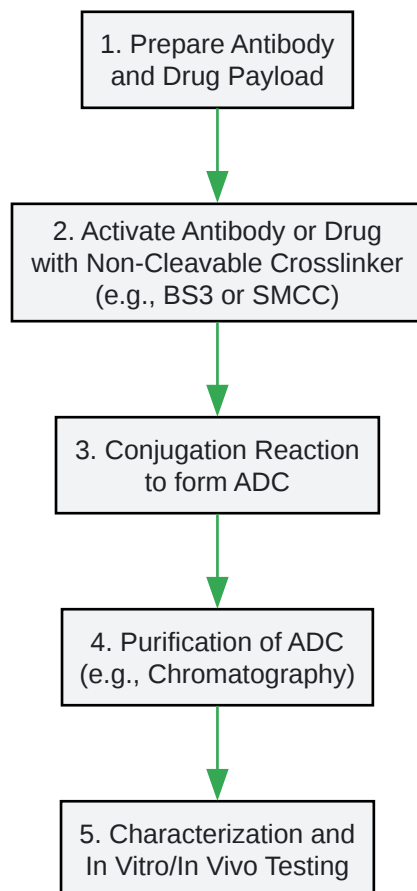 1. Prepare Antibody
and Drug Payload
2. Activate Antibody or Drug
with Non-Cleavable Crosslinker
(e.g., BS3 or SMCC)
3. Conjugation Reaction
to form ADC
4. Purification of ADC
(e.g., Chromatography)
5. Characterization and
In Vitro/In Vivo Testing